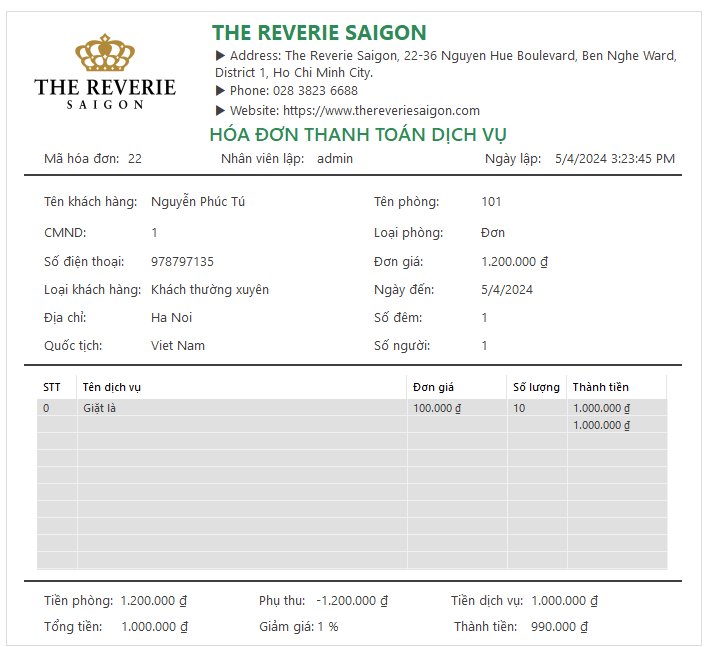 THE REVERIE SAIGON
THE REVERIE
SAIGON
▶ Address: The Reverie Saigon, 22-36 Nguyen Hue Boulevard, Ben Nghe Ward,
District 1, Ho Chi Minh City.
▶ Phone: 028 3823 6688
▶ Website: https://www.thereveriesaigon.com
HÓA ĐƠN THANH TOÁN DỊCH VỤ
Mã hóa đơn: 22 Nhân viên lập: admin Ngày lập: 5/4/2024 3:23:45 PM
Tên khách hàng: Nguyễn Phúc Tú Tên phòng: 101
CMND: 1 Loại phòng: Đơn
Số điện thoại: 978797135 Đơn giá: 1.200.000 ₫
Loại khách hàng: Khách thường xuyên Ngày đến: 5/4/2024
Địa chỉ: Ha Noi Số đêm: 1
Quốc tịch: Viet Nam Số người: 1
STT Tên dịch vụ Đơn giá Số lượng Thành tiền
0 Giặt là 100.000 ₫ 10 1.000.000 ₫
1.000.000 ₫
Tiền phòng: 1.200.000 ₫ Phụ thu: -1.200.000 ₫ Tiền dịch vụ: 1.000.000 ₫
Tổng tiền: 1.000.000 ₫ Giảm giá: 1 % Thành tiền: 990.000 ₫